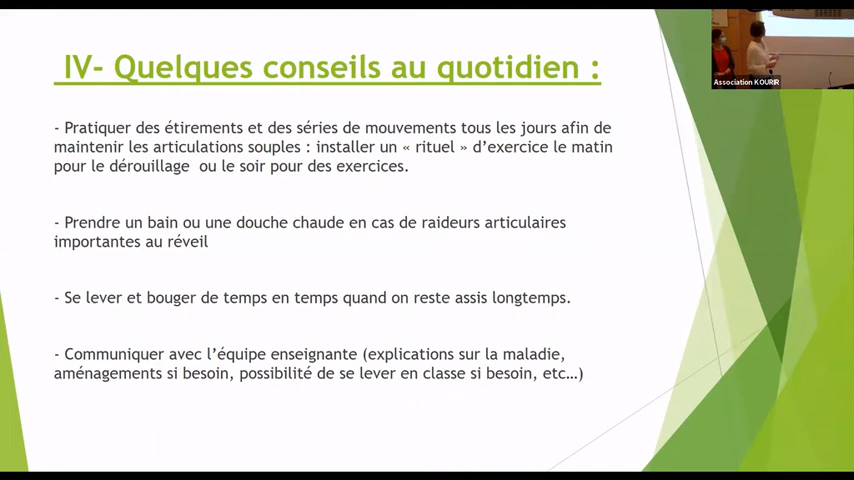 IV- Quelques conseils au quotidien :
- Pratiquer des étirements et des séries de mouvements tous les jours afin de
maintenir les articulations souples : installer un « rituel » d’exercice le matin
pour le dérouillage  ou le soir pour des exercices.
- Prendre un bain ou une douche chaude en cas de raideurs articulaires
importantes au réveil
- Se lever et bouger de temps en temps quand on reste assis longtemps.
- Communiquer avec l’équipe enseignante (explications sur la maladie,
aménagements si besoin, possibilité de se lever en classe si besoin, etc…)
Association KOURIR